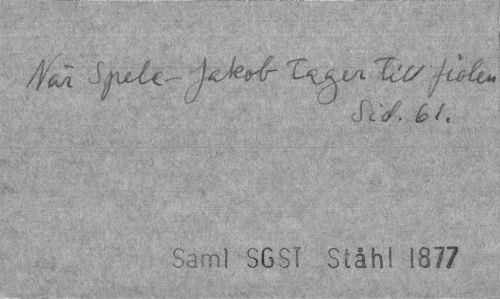 När Spele-Jakob tager till fiolen
Sid. 61.
Saml SGST Ståhl 1877